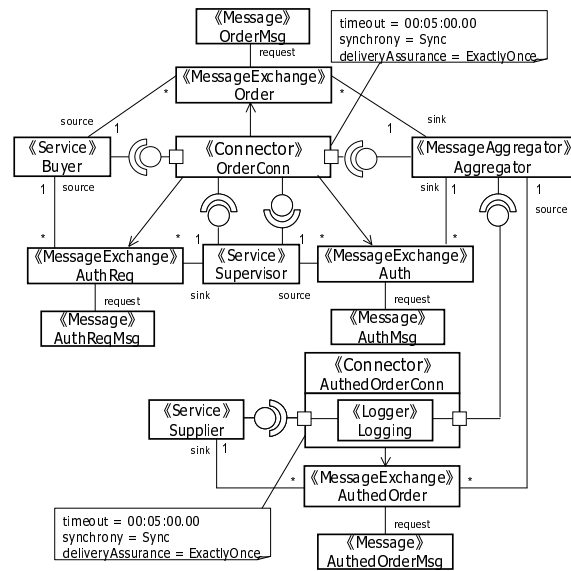 《Message》
OrderMsg
timeout = 00:05:00.00
synchrony = Sync
deliveryAssurance = ExactlyOnce
request
《MessageExchange》
Order
* *
source 1 1 sink
《Service》
Buyer
《Connector》
OrderConn
《MessageAggregator》
Aggregator
1 source
sink 1 1
source
* 1 1 * *
《MessageExchange》
AuthReq
《Service》
Supervisor
《MessageExchange》
Auth
sink source
request request
《Message》
AuthReqMsg
《Message》
AuthMsg
《Connector》
AuthedOrderConn
《Service》
Supplier
《Logger》
Logging
sink 1
《MessageExchange》
AuthedOrder
* *
timeout = 00:05:00.00
synchrony = Sync
deliveryAssurance = ExactlyOnce
request
《Message》
AuthedOrderMsg